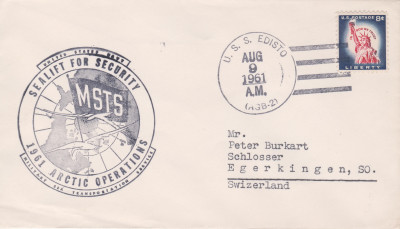 UNITED STATES NAVY
SEALIFT FOR SECURITY
MSTS
1961 ARCTIC OPERATIONS
MILITARY SEA TRANSPORTATION SERVICE
U. S. S. EDISTO
AUG
9
1961
A.M.
(AGB-2)
U.S. POSTAGE 8¢
LIBERTY
Mr.
Peter Burkart
Schlosser
Egerkingen, SO.
Swizerland